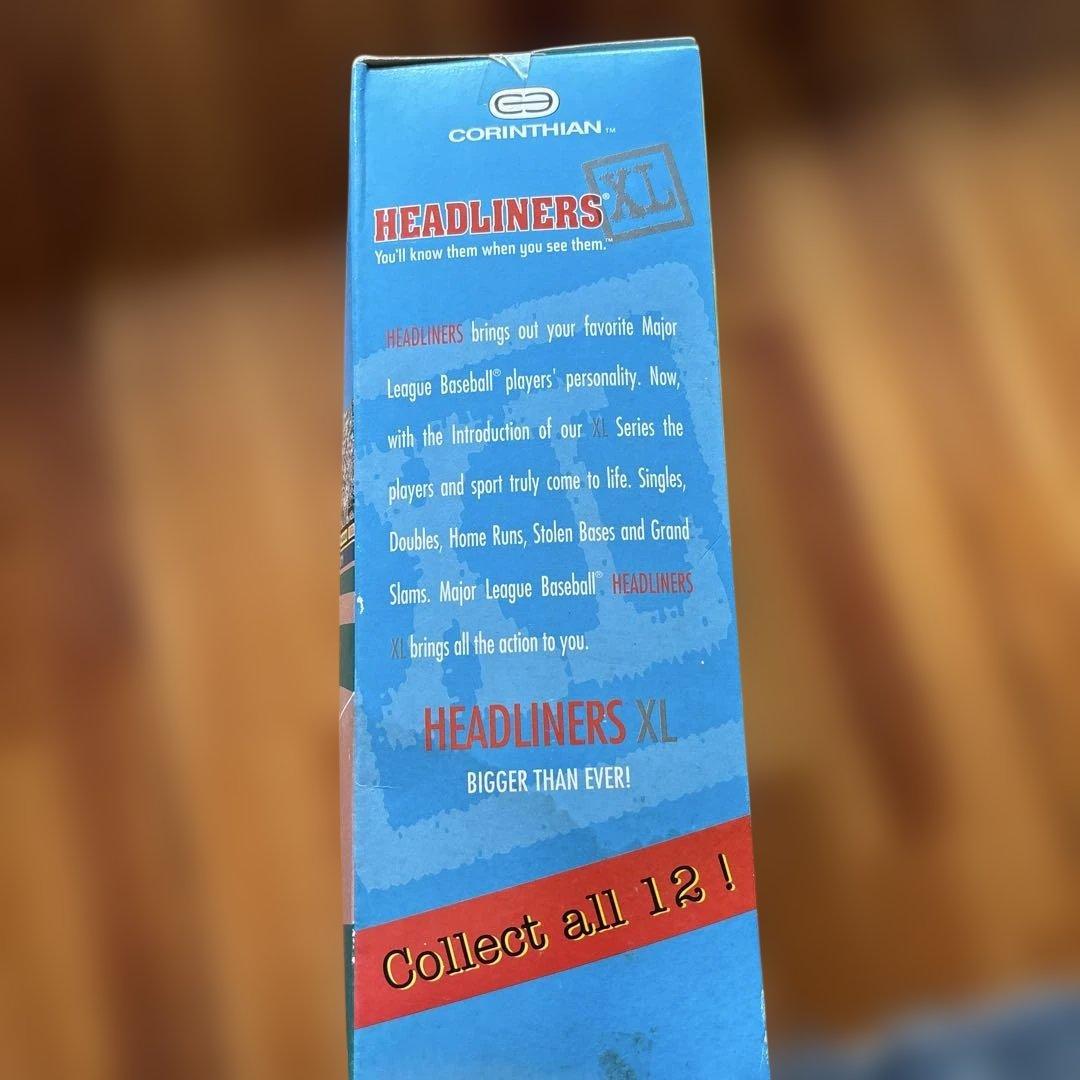 CORINTHIAN™
HEADLINERS® XL
You'll know them when you see them.™
HEADLINERS brings out your favorite Major
League Baseball® players' personality. Now,
with the Introduction of our XL Series the
players and sport truly come to life. Singles,
Doubles, Home Runs, Stolen Bases and Grand
Slams. Major League Baseball® HEADLINERS
XL brings all the action to you.
HEADLINERS XL
BIGGER THAN EVER!
Collect all 12 !